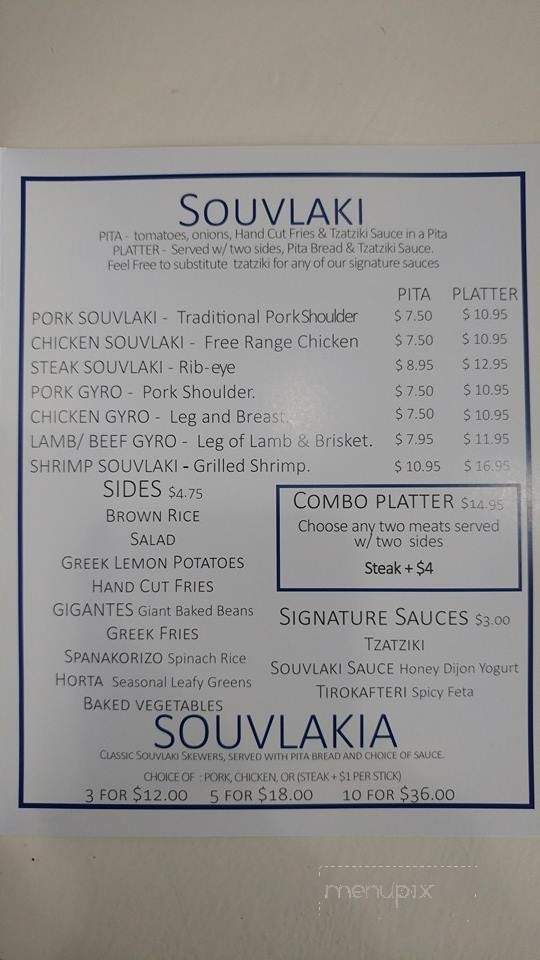 SOUVLAKI
PITA - tomatoes, onions, Hand Cut Fries & Tzatziki Sauce in a Pita
PLATTER - Served w/ two sides, Pita Bread & Tzatziki Sauce.
Feel Free to substitute tzatziki for any of our signature sauces
PITA PLATTER
PORK SOUVLAKI - Traditional Pork Shoulder $ 7.50 $ 10.95
CHICKEN SOUVLAKI - Free Range Chicken $ 7.50 $ 10.95
STEAK SOUVLAKI - Rib-eye $ 8.95 $ 12.95
PORK GYRO - Pork Shoulder. $ 7.50 $ 10.95
CHICKEN GYRO - Leg and Breast. $ 7.50 $ 10.95
LAMB/ BEEF GYRO - Leg of Lamb & Brisket. $ 7.95 $ 11.95
SHRIMP SOUVLAKI - Grilled Shrimp. $ 10.95 $ 16.95
SIDES $4.75
BROWN RICE
SALAD
GREEK LEMON POTATOES
HAND CUT FRIES
GIGANTES Giant Baked Beans
GREEK FRIES
SPANAKORIZO Spinach Rice
HORTA Seasonal Leafy Greens
BAKED VEGETABLES
COMBO PLATTER $14.95
Choose any two meats served
w/ two sides
Steak + $4
SIGNATURE SAUCES $3.00
TZATZIKI
SOUVLAKI SAUCE Honey Dijon Yogurt
TIROKAFTERI Spicy Feta
SOUVLAKIA
CLASSIC SOUVLAKI SKEWERS, SERVED WITH PITA BREAD AND CHOICE OF SAUCE.
CHOICE OF : PORK, CHICKEN, OR (STEAK + $1 PER STICK)
3 FOR $12.00 5 FOR $18.00 10 FOR $36.00
menupix